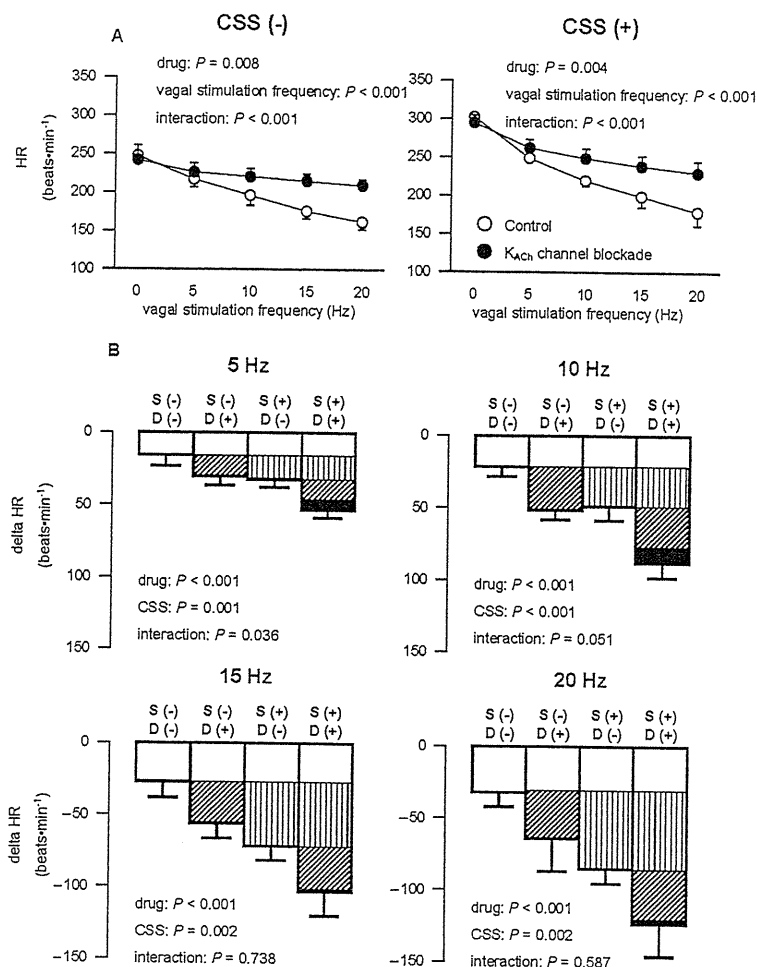 A
CSS (-)
CSS (+)
drug: P = 0.008
vagal stimulation frequency: P < 0.001
interaction: P < 0.001
HR
(beats•min-1)
350
300
250
200
150
100
0 5 10 15 20
vagal stimulation frequency (Hz)
drug: P = 0.004
vagal stimulation frequency: P < 0.001
interaction: P < 0.001
350
300
250
200
150
100
Control
KACh channel blockade
0 5 10 15 20
vagal stimulation frequency (Hz)
B
5 Hz
S (-) S (-) S (+) S (+)
D (-) D (+) D (-) D (+)
delta HR
(beats•min-1)
0
50
100
150
drug: P < 0.001
CSS: P = 0.001
interaction: P = 0.036
10 Hz
S (-) S (-) S (+) S (+)
D (-) D (+) D (-) D (+)
0
50
100
150
drug: P < 0.001
CSS: P < 0.001
interaction: P = 0.051
15 Hz
S (-) S (-) S (+) S (+)
D (-) D (+) D (-) D (+)
delta HR
(beats•min-1)
0
−50
−100
−150
drug: P < 0.001
CSS: P = 0.002
interaction: P = 0.738
20 Hz
S (-) S (-) S (+) S (+)
D (-) D (+) D (-) D (+)
0
−50
−100
−150
drug: P < 0.001
CSS: P = 0.002
interaction: P = 0.587